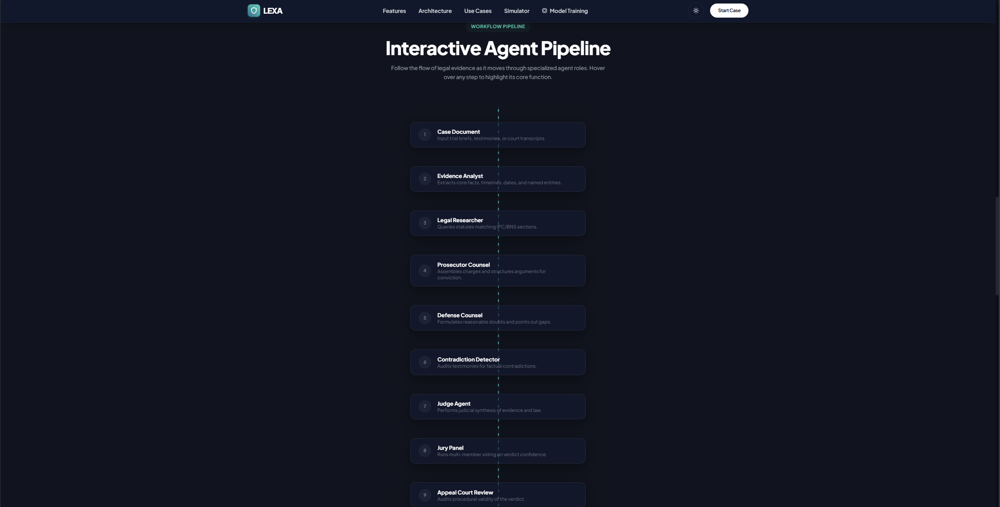 LEXA
Features Architecture Use Cases Simulator Model Training
Start Case
WORKFLOW PIPELINE
Interactive Agent Pipeline
Follow the flow of legal evidence as it moves through specialized agent roles. Hover
over any step to highlight its core function.
1
Case Document
Input trial briefs, testimonies, or court transcripts.
2
Evidence Analyst
Extracts core facts, timelines, dates, and named entities.
3
Legal Researcher
Queries statutes matching IPC/BNS sections.
4
Prosecutor Counsel
Assembles charges and structures arguments for
conviction.
5
Defense Counsel
Formulates reasonable doubts and points out gaps.
6
Contradiction Detector
Audits testimonies for factual contradictions.
7
Judge Agent
Performs judicial synthesis of evidence and law.
8
Jury Panel
Runs multi-member voting on verdict confidence.
9
Appeal Court Review
Audits procedural validity of the verdict.